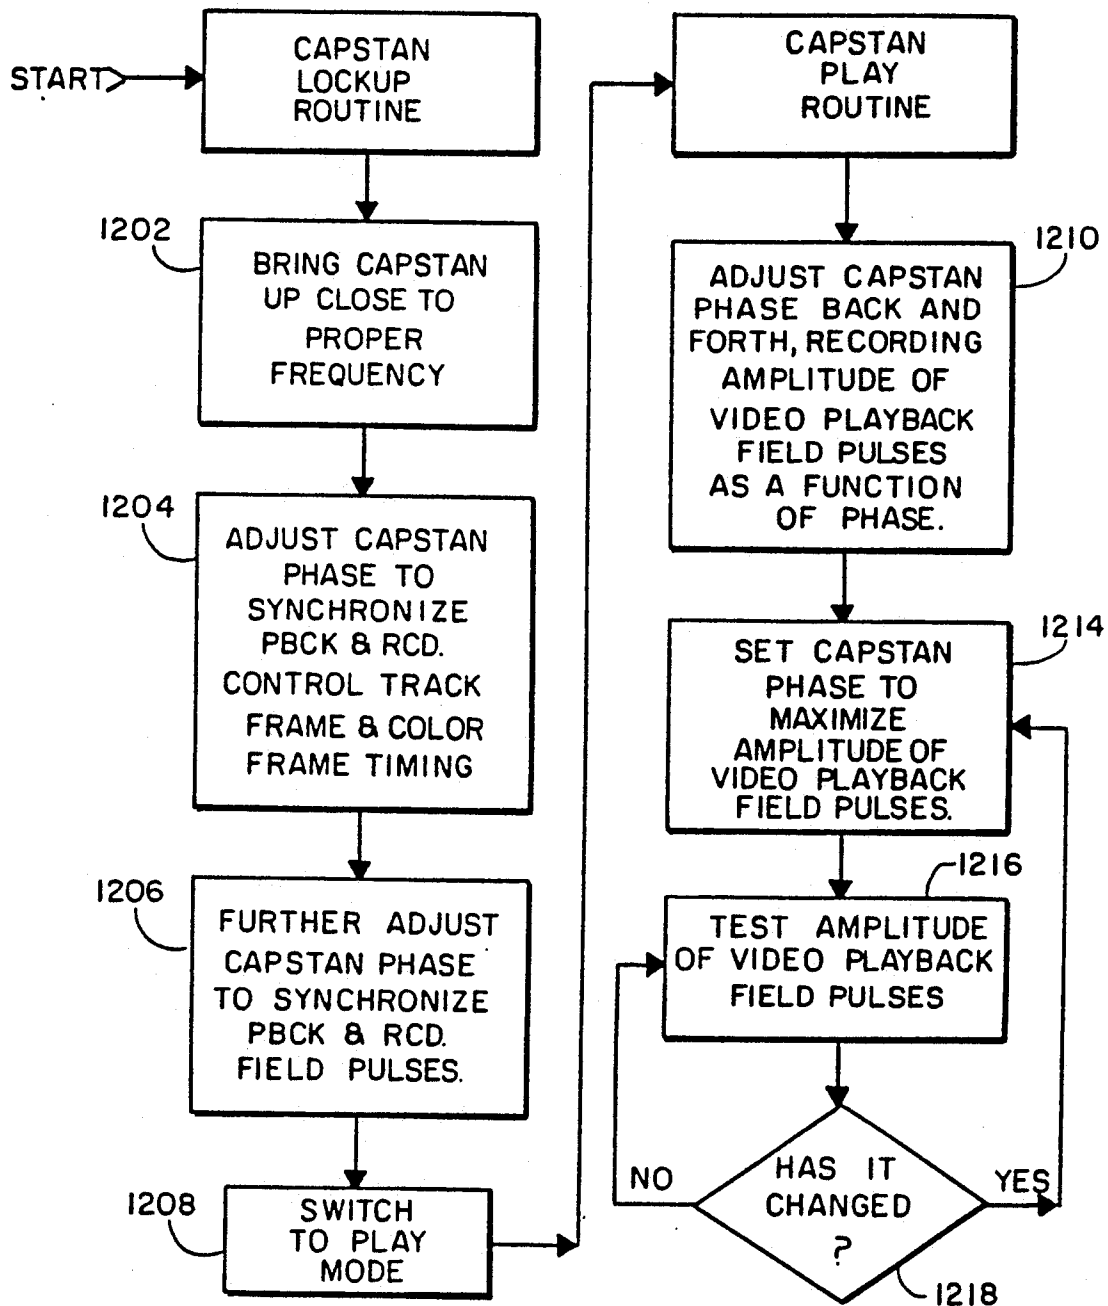 START
CAPSTAN
LOCKUP
ROUTINE
1202
BRING CAPSTAN
UP CLOSE TO
PROPER
FREQUENCY
1204
ADJUST CAPSTAN
PHASE TO
SYNCHRONIZE
PBCK & RCD.
CONTROL TRACK
FRAME & COLOR
FRAME TIMING
1206
FURTHER ADJUST
CAPSTAN PHASE
TO SYNCHRONIZE
PBCK & RCD.
FIELD PULSES.
1208
SWITCH
TO PLAY
MODE
CAPSTAN
PLAY
ROUTINE
1210
ADJUST CAPSTAN
PHASE BACK AND
FORTH, RECORDING
AMPLITUDE OF
VIDEO PLAYBACK
FIELD PULSES
AS A FUNCTION
OF PHASE.
1214
SET CAPSTAN
PHASE TO
MAXIMIZE
AMPLITUDE OF
VIDEO PLAYBACK
FIELD PULSES.
1216
TEST AMPLITUDE
OF VIDEO PLAYBACK
FIELD PULSES
NO
HAS IT
CHANGED
?
YES
1218